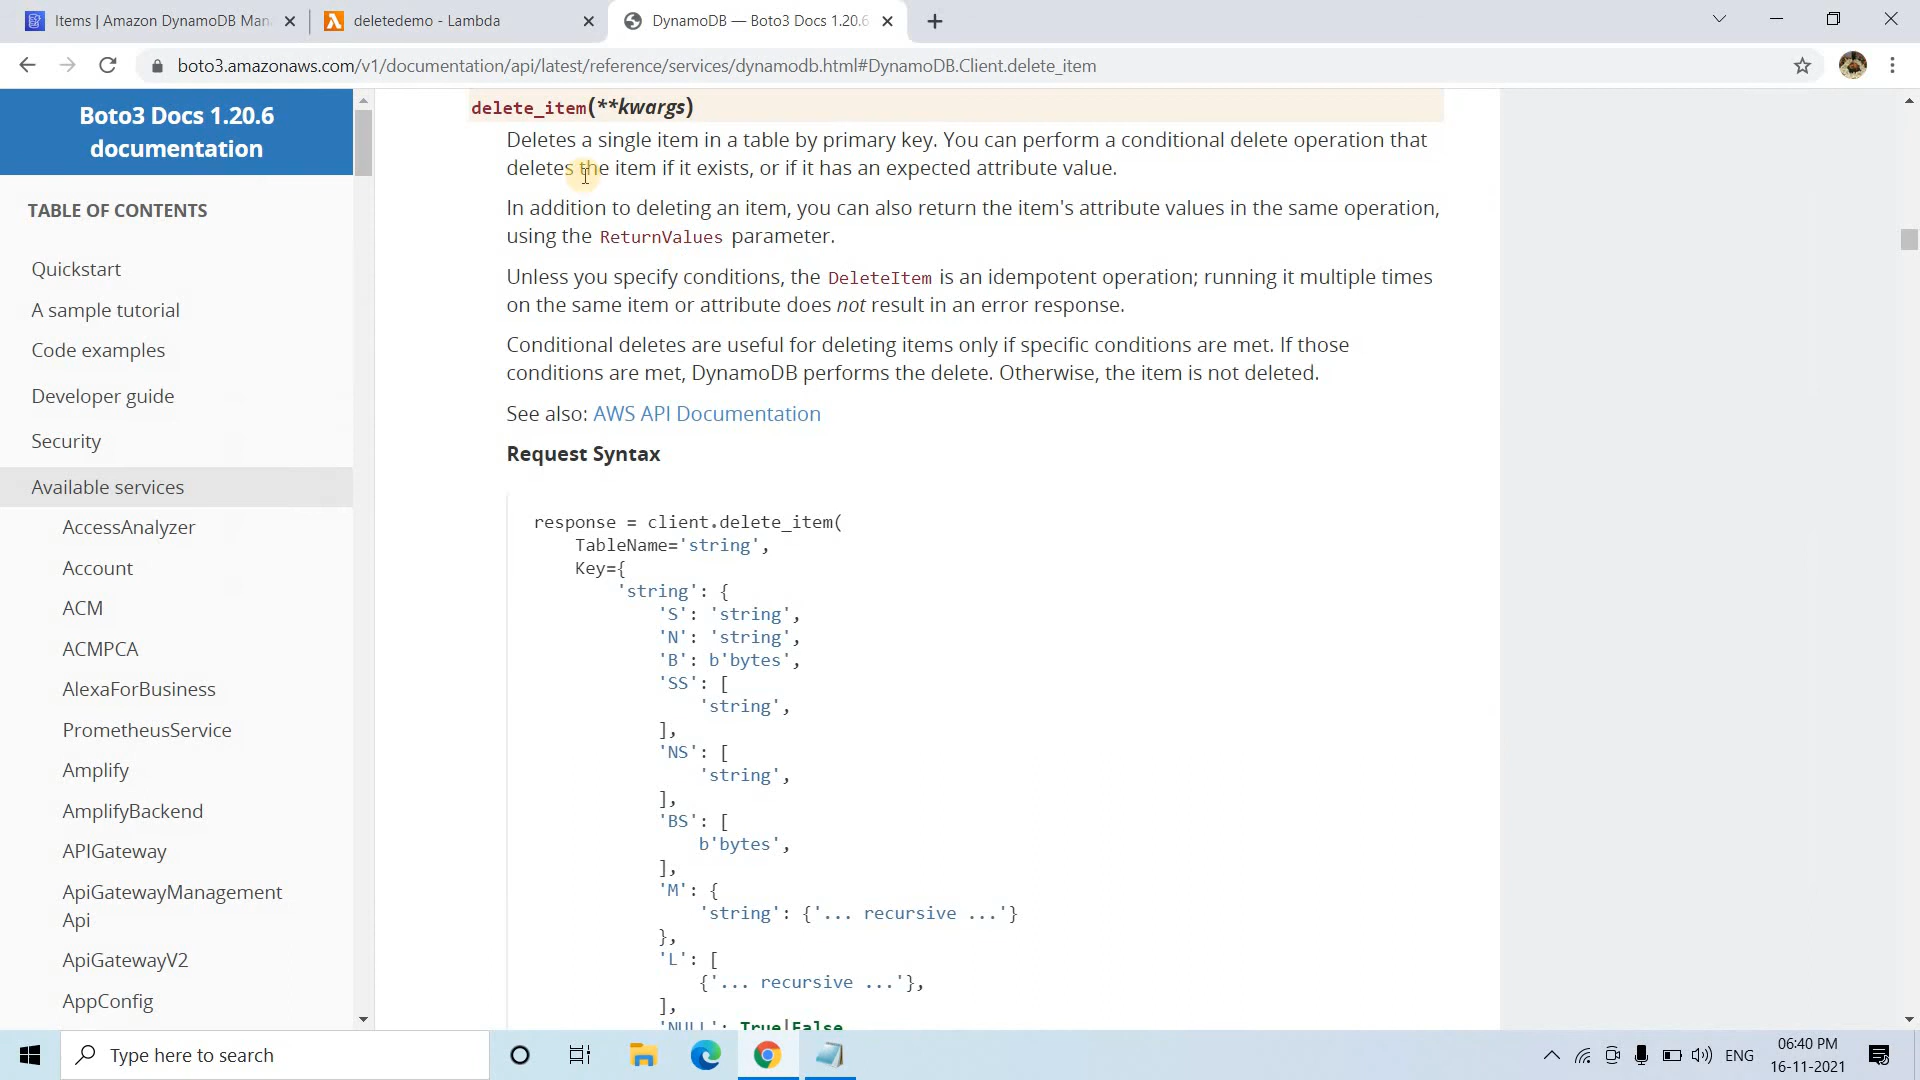 Items | Amazon DynamoDB Man
deletedemo - Lambda
DynamoDB — Boto3 Docs 1.20.6
boto3.amazonaws.com/v1/documentation/api/latest/reference/services/dynamodb.html#DynamoDB.Client.delete_item
Boto3 Docs 1.20.6
documentation
TABLE OF CONTENTS
Quickstart
A sample tutorial
Code examples
Developer guide
Security
Available services
AccessAnalyzer
Account
ACM
ACMPCA
AlexaForBusiness
PrometheusService
Amplify
AmplifyBackend
APIGateway
ApiGatewayManagement
Api
ApiGatewayV2
AppConfig
delete_item(**kwargs)
Deletes a single item in a table by primary key. You can perform a conditional delete operation that
deletes the item if it exists, or if it has an expected attribute value.
In addition to deleting an item, you can also return the item's attribute values in the same operation,
using the ReturnValues parameter.
Unless you specify conditions, the DeleteItem is an idempotent operation; running it multiple times
on the same item or attribute does not result in an error response.
Conditional deletes are useful for deleting items only if specific conditions are met. If those
conditions are met, DynamoDB performs the delete. Otherwise, the item is not deleted.
See also: AWS API Documentation
Request Syntax
response = client.delete_item(
TableName='string',
Key={
'string': {
'S': 'string',
'N': 'string',
'B': b'bytes',
'SS': [
'string',
],
'NS': [
'string',
],
'BS': [
b'bytes',
],
'M': {
'string': {'... recursive ...'}
},
'L': [
{'... recursive ...'},
],
'NULL': True|False
Type here to search
ENG
06:40 PM
16-11-2021